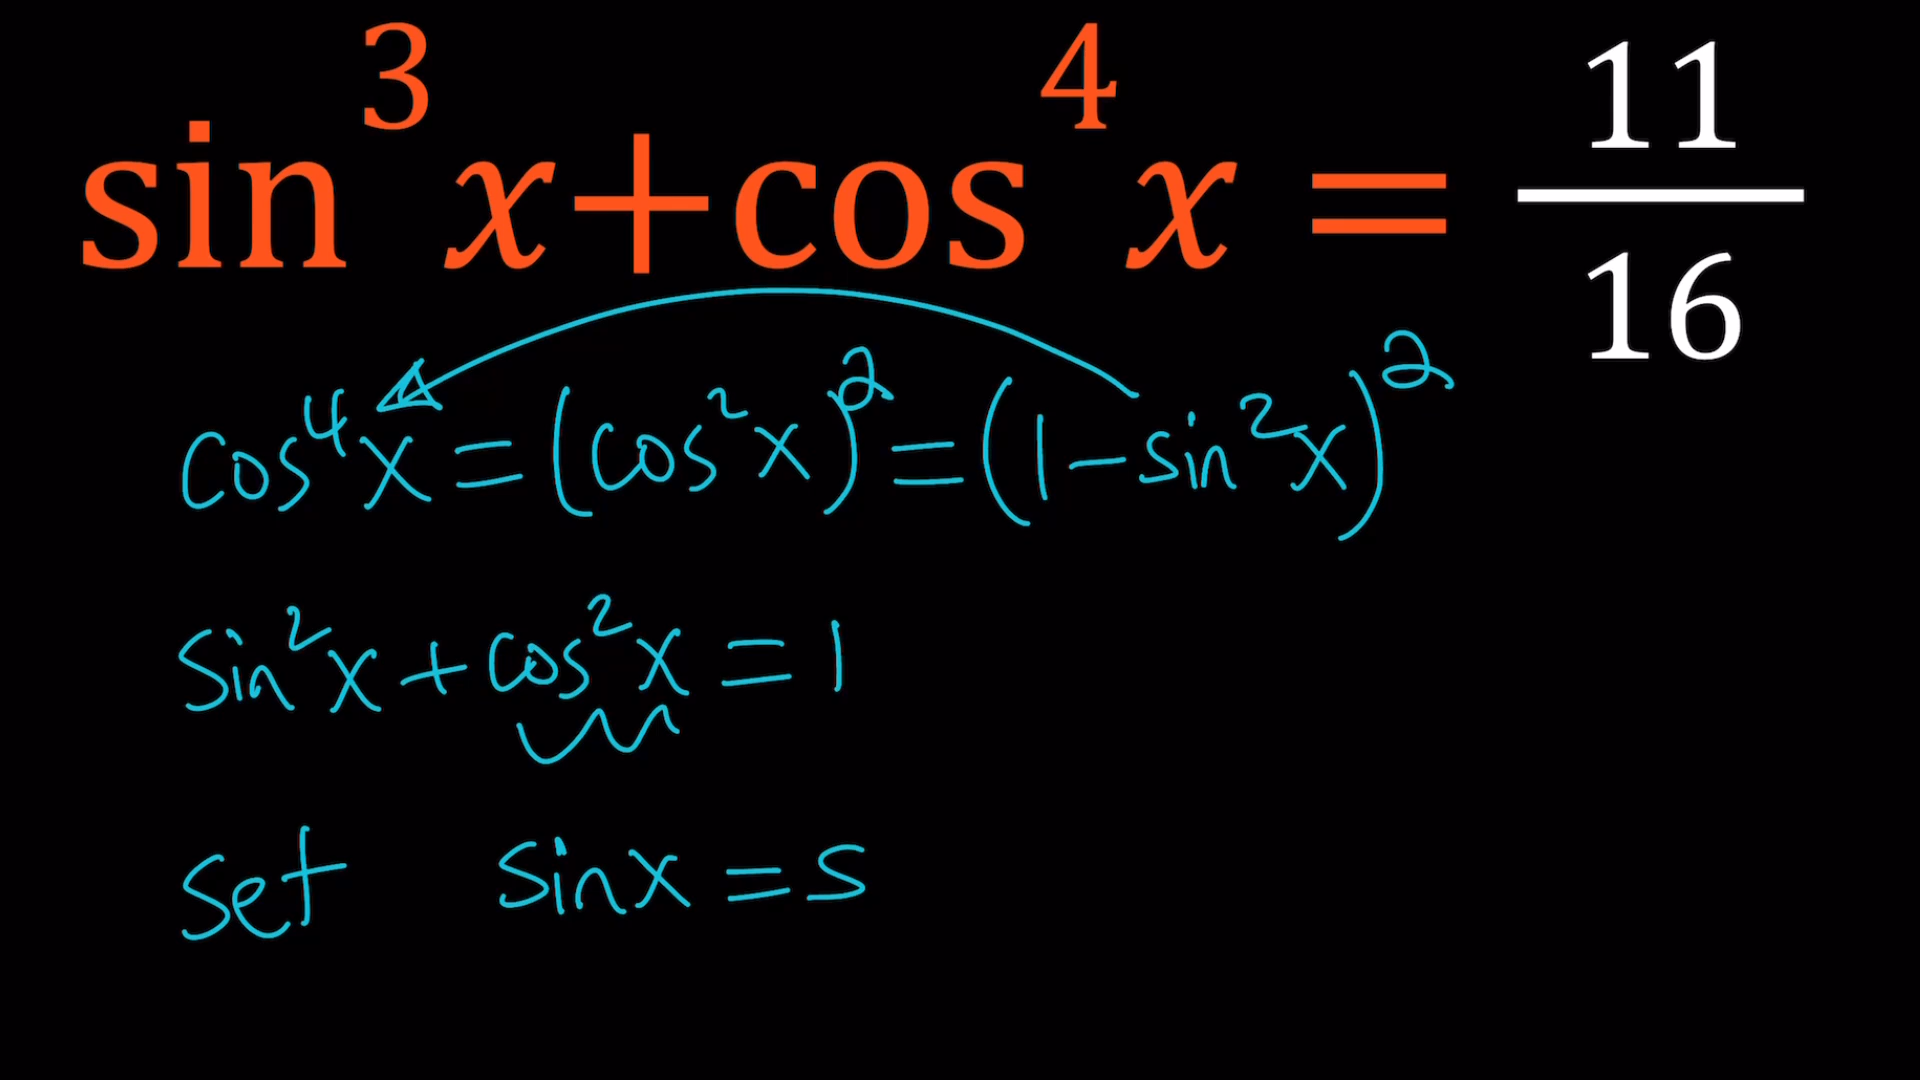 sin³x+cos⁴x = 11/16
cos⁴x = (cos²x)² = (1-sin²x)²
sin²x + cos²x = 1
Set sinx = s